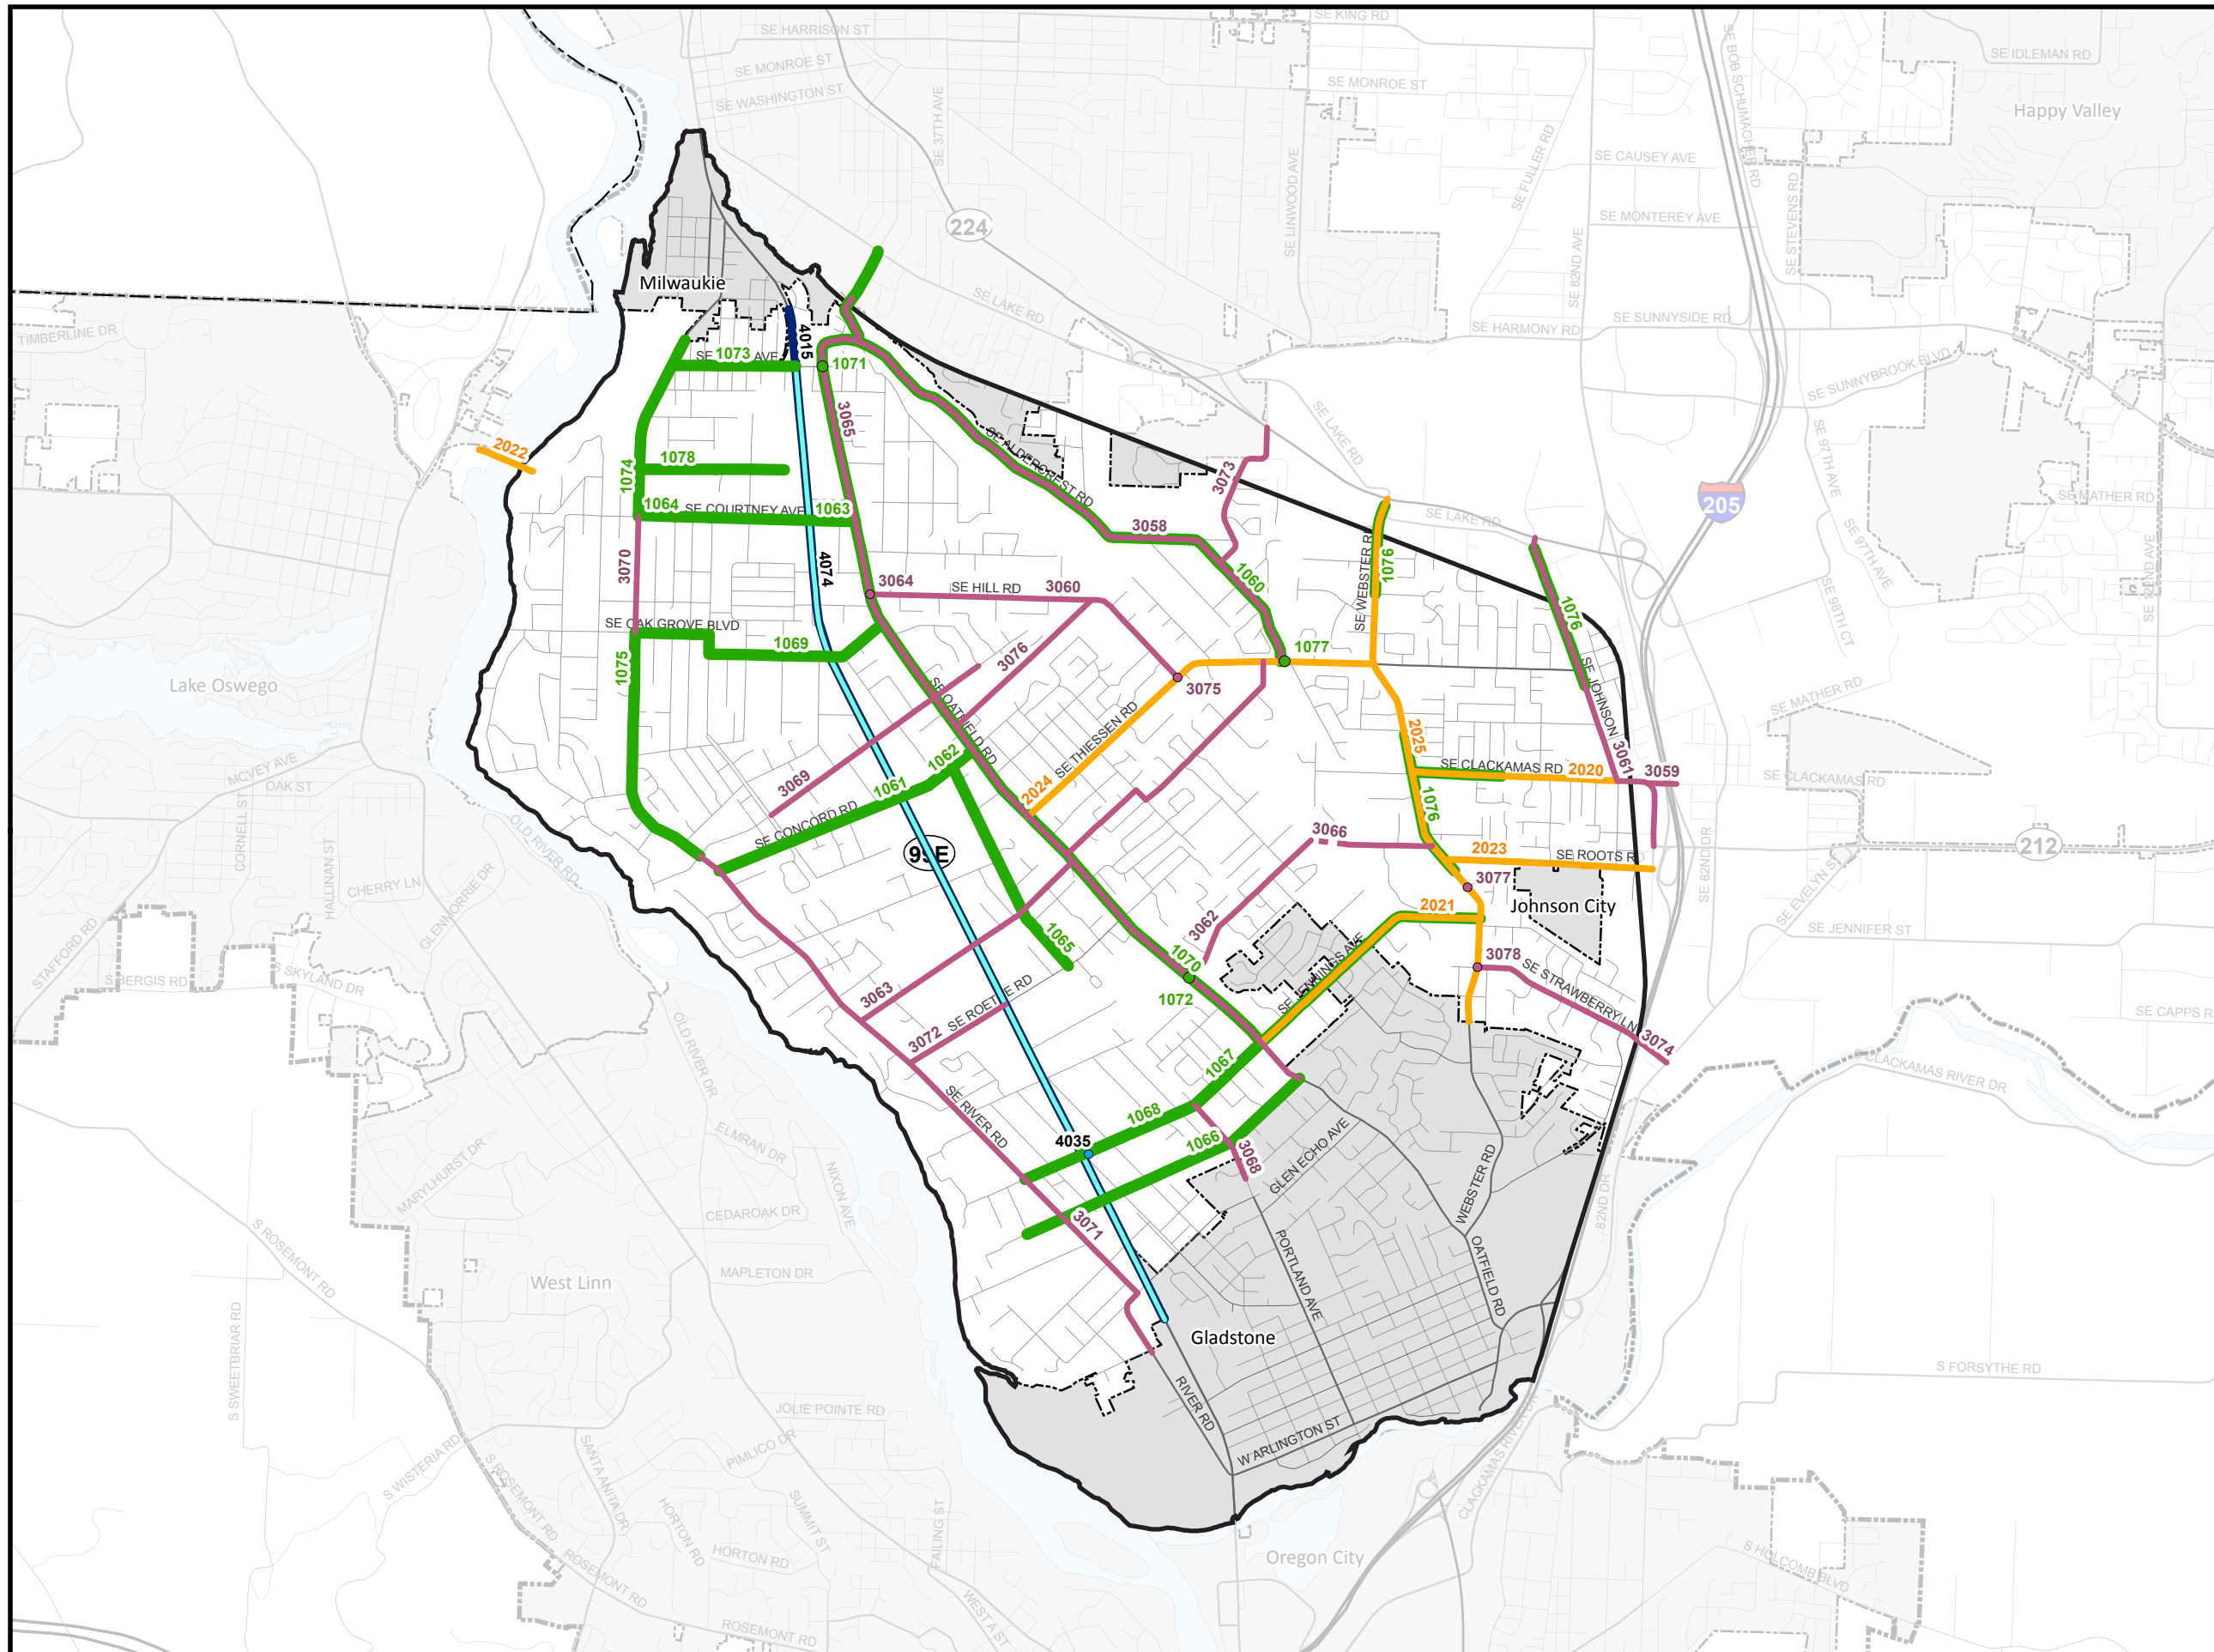 SE KING RD
SE HARRISON ST
SE IDLEMAN RD
SE MONROE ST
SE MONROE ST
SE BOB SCHUMACHER RD
Happy Valley
SE WASHINGTON ST
SE 37TH AVE
SE FULLER RD
SE CAUSEY AVE
SE LINWOOD AVE
SE MONTEREY AVE
SE STEVENS RD
224
SE 82ND AVE
Milwaukie
SE LAKE RD
SE HARMONY RD
SE SUNNYSIDE RD
TIMBERLINE DR
4015
SE
1073
AVE
1071
SE SUNNYBROOK BLVD
3065
SE LAKE RD
SE 97TH AVE
2022
SE ALDERCREST RD
1074
1078
3073
205
SE MATHER RD
1064
SE COURTNEY AVE
1063
3058
SE LAKE RD
SE 97TH AVE
3070
4074
3064
SE HILL RD
3060
1060
SE WEBSTER RD
1076
1076
SE 98TH CT
SE OAK GROVE BLVD
1069
3076
1077
1075
Lake Oswego
SE OATFIELD RD
3075
SE JOHNSON
SE MATHER RD
MCVEY AVE
OAK ST
3069
1062
1061
2024
SE THIESSEN RD
2025
SE CLACKAMAS RD
2020
3061
3059
SE CLACKAMAS RD
CORNELL ST
OLD RIVER RD
SE CONCORD RD
99E
1076
3066
2023
SE ROOTS RD
212
SE 82ND DR
HALLINAN ST
CHERRY LN
GLENMORRIE DR
3077
SE EVELYN ST
STAFFORD RD
1065
3062
2021
Johnson City
SE JENNIFER ST
S BERGIS RD
S SKYLAND DR
1070
SE JENNINGS AVE
3078
SE STRAWBERRY LN
3063
SE ROETHE RD
1072
SE CAPPS R
OLD RIVER DR
3072
3074
S CLACKAMAS RIVER DR
1067
SE RIVER RD
1068
ELMRAN DR
4035
1066
MARYLHURST DR
NIXON AVE
3068
GLEN ECHO AVE
WEBSTER RD
82ND DR
CEDAROAK DR
3071
S ROSEMONT RD
West Linn
MAPLETON DR
PORTLAND AVE
OATFIELD RD
S SWEETBRIAR RD
Gladstone
S FORSYTHE RD
RIVER RD
JOLIE POINTE RD
W ARLINGTON ST
S WISTERIA RD
SANTA ANITA DR
PIMLICO DR
CLACKAMAS RIVER DR
S ROSEMONT RD
SUMMIT ST
HORTON RD
FAILING ST
HORTON RD
Oregon City
S HOLCOMB BLVD
ROSEMONT RD
WEST A ST
ROSEMONT RD